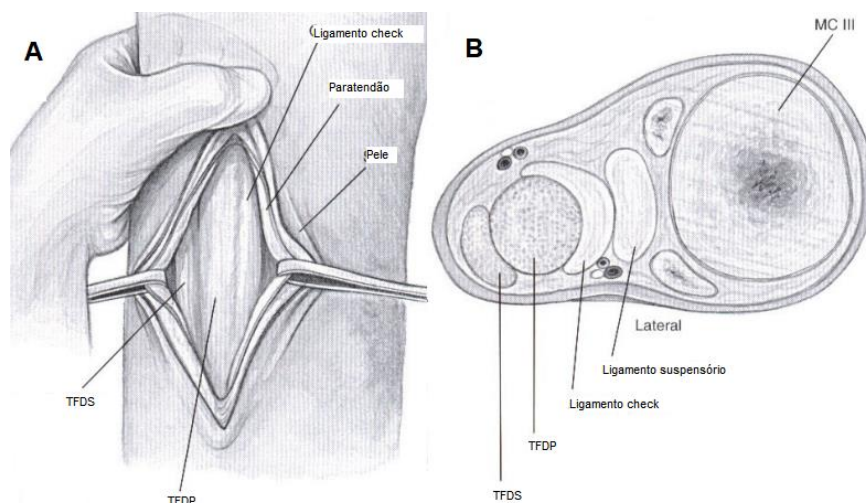 A
Ligamento check
Paratendão
Pele
TFDS
TFDP
B
MC III
Lateral
Ligamento suspensório
Ligamento check
TFDP
TFDS